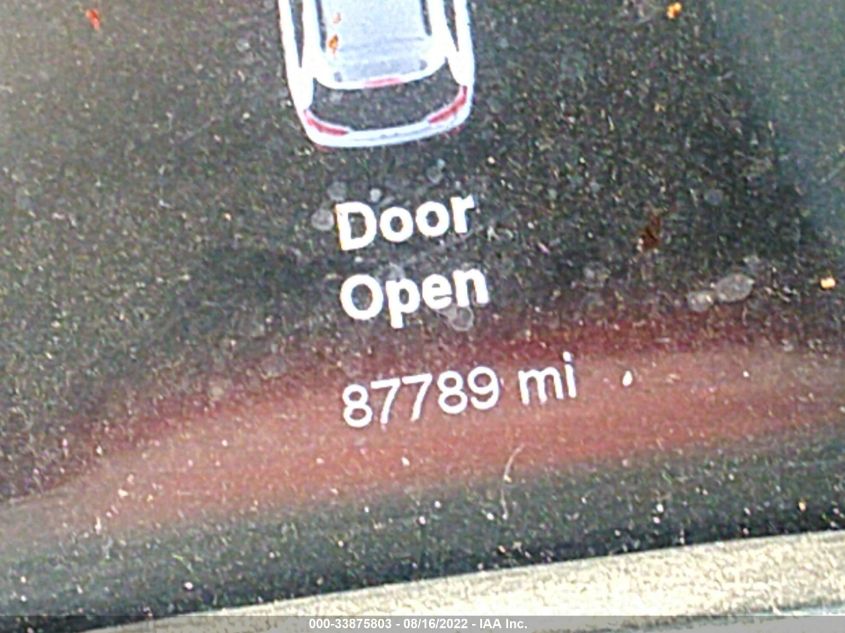 Door
Open
87789 mi
000-33875803 - 08/16/2022 - IAA Inc.